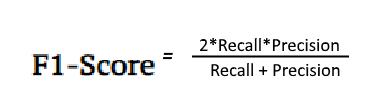 F1-Score = 2*Recall*Precision
Recall + Precision